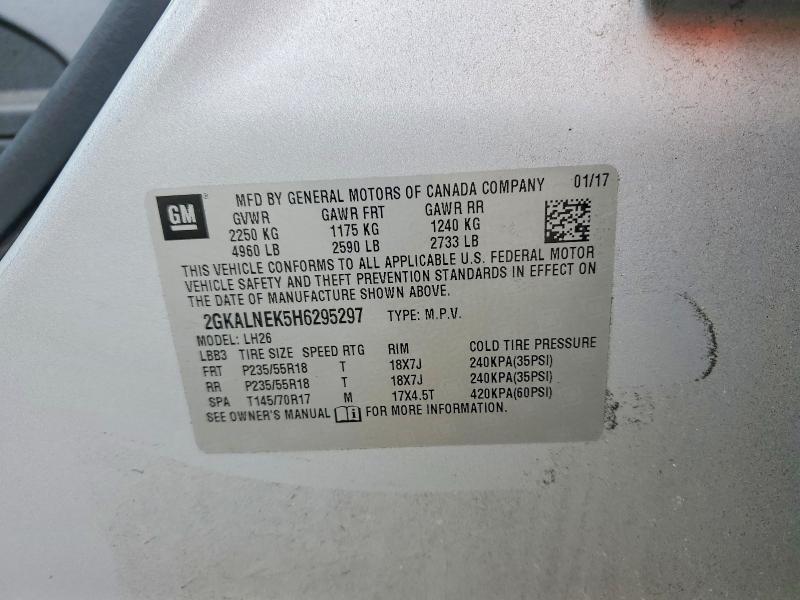 GM MFD BY GENERAL MOTORS OF CANADA COMPANY 01/17
GVWR GAWR FRT GAWR RR
2250 KG 1175 KG 1240 KG
4960 LB 2590 LB 2733 LB
THIS VEHICLE CONFORMS TO ALL APPLICABLE U.S. FEDERAL MOTOR
VEHICLE SAFETY AND THEFT PREVENTION STANDARDS IN EFFECT ON
THE DATE OF MANUFACTURE SHOWN ABOVE.
2GKALNEK5H6295297 TYPE: M.P.V.
MODEL: LH26
LBB3 TIRE SIZE SPEED RTG RIM COLD TIRE PRESSURE
FRT P235/55R18 T 18X7J 240KPA(35PSI)
RR P235/55R18 T 18X7J 240KPA(35PSI)
SPA T145/70R17 M 17X4.5T 420KPA(60PSI)
SEE OWNER'S MANUAL i FOR MORE INFORMATION.